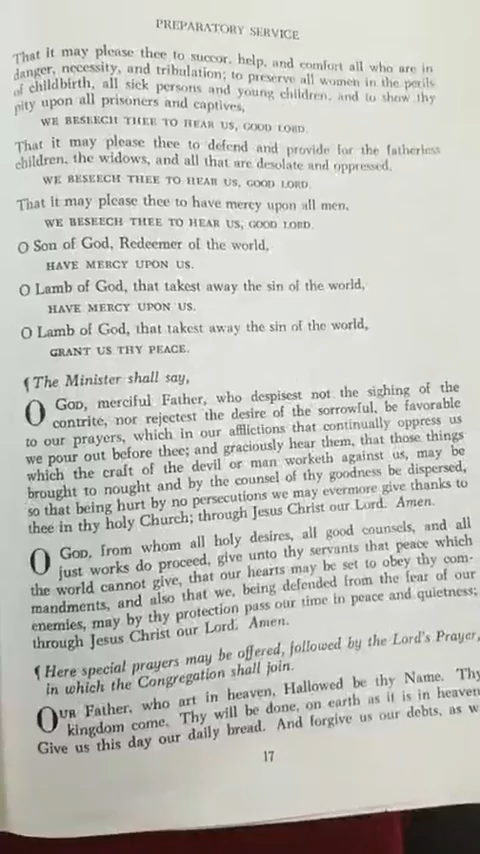 PREPARATORY SERVICE
That it may please thee to succor, help, and comfort all who are in
danger, necessity, and tribulation; to preserve all women in the perils
of childbirth, all sick persons and young children, and to show thy
pity upon all prisoners and captives,
WE BESEECH THEE TO HEAR US, GOOD LORD.
That it may please thee to defend and provide for the fatherless
children, the widows, and all that are desolate and oppressed,
WE BESEECH THEE TO HEAR US, GOOD LORD.
That it may please thee to have mercy upon all men,
WE BESEECH THEE TO HEAR US, GOOD LORD.
O Son of God, Redeemer of the world,
HAVE MERCY UPON US.
O Lamb of God, that takest away the sin of the world,
HAVE MERCY UPON US.
O Lamb of God, that takest away the sin of the world,
GRANT US THY PEACE.
¶ The Minister shall say,
O GOD, merciful Father, who despisest not the sighing of the
contrite, nor rejectest the desire of the sorrowful, be favorable
to our prayers, which in our afflictions that continually oppress us
we pour out before thee; and graciously hear them, that those things
which the craft of the devil or man worketh against us, may be
brought to nought and by the counsel of thy goodness be dispersed,
so that being hurt by no persecutions we may evermore give thanks to
thee in thy holy Church; through Jesus Christ our Lord. Amen.
O GOD, from whom all holy desires, all good counsels, and all
just works do proceed, give unto thy servants that peace which
the world cannot give, that our hearts may be set to obey thy com-
mandments, and also that we, being defended from the fear of our
enemies, may by thy protection pass our time in peace and quietness;
through Jesus Christ our Lord. Amen.
¶ Here special prayers may be offered, followed by the Lord's Prayer,
in which the Congregation shall join.
OUR Father, who art in heaven, Hallowed be thy Name. Thy
kingdom come. Thy will be done, on earth as it is in heaven
Give us this day our daily bread. And forgive us our debts, as w
17